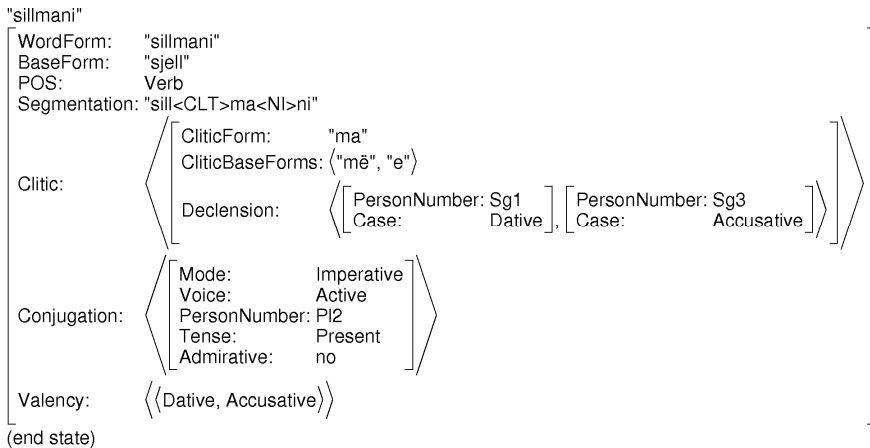 "sillmani"
WordForm: "sillmani"
BaseForm: "sjell"
POS: Verb
Segmentation: "sill<CLT>ma<NI>ni"
Clitic:
CliticForm: "ma"
CliticBaseForms: ⟨"më", "e"⟩
Declension:
PersonNumber: Sg1
Case: Dative
,
PersonNumber: Sg3
Case: Accusative
Conjugation:
Mode: Imperative
Voice: Active
PersonNumber: Pl2
Tense: Present
Admirative: no
Valency: ⟨⟨Dative, Accusative⟩⟩
(end state)